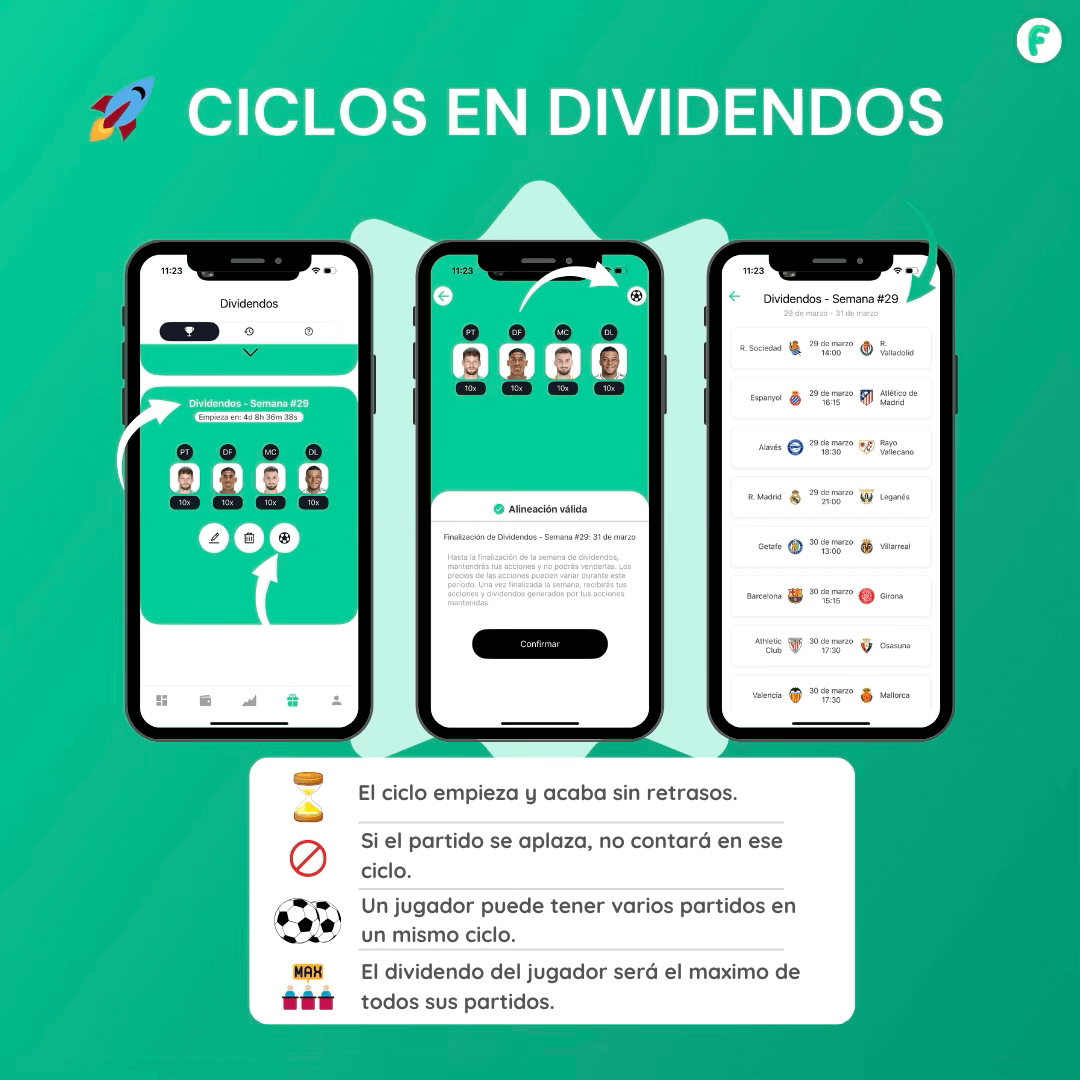 F
CICLOS EN DIVIDENDOS
11:23
Dividendos
Dividendos - Semana #29
Empieza en: 4d 8h 36m 38s
PT DF MC DL
10x 10x 10x 10x
11:23
PT DF MC DL
10x 10x 10x 10x
Alineación válida
Finalización de Dividendos - Semana #29: 31 de marzo
Hasta la finalización de la semana de dividendos,
mantendrás tus acciones y no podrás venderlas. Los
precios de las acciones pueden variar durante este
periodo. Una vez finalizada la semana, recibirás tus
acciones y dividendos generados por tus acciones
mantenidas.
Confirmar
11:23
Dividendos - Semana #29
29 de marzo - 31 de marzo
R. Sociedad 29 de marzo R.
14:00 Valladolid
Espanyol 29 de marzo Atlético de
16:15 Madrid
Alavés 29 de marzo Rayo
18:30 Vallecano
R. Madrid 29 de marzo Leganés
21:00
Getafe 30 de marzo Villarreal
13:00
Barcelona 30 de marzo Girona
15:15
Athletic 30 de marzo Osasuna
Club 17:30
Valencia 30 de marzo Mallorca
17:30
El ciclo empieza y acaba sin retrasos.
Si el partido se aplaza, no contará en ese
ciclo.
Un jugador puede tener varios partidos en
un mismo ciclo.
MAX
El dividendo del jugador será el maximo de
todos sus partidos.